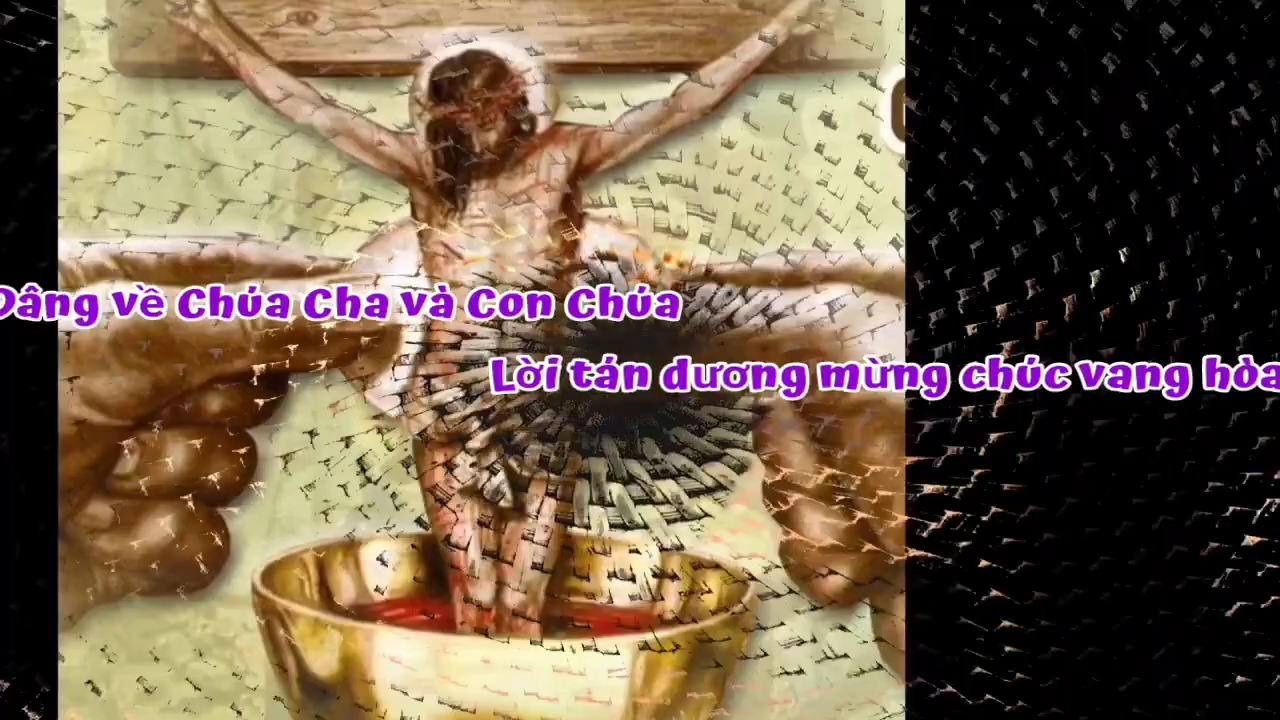 Dâng về Chúa Cha và Con Chúa
Lời tán dương mừng chúc vang hòa